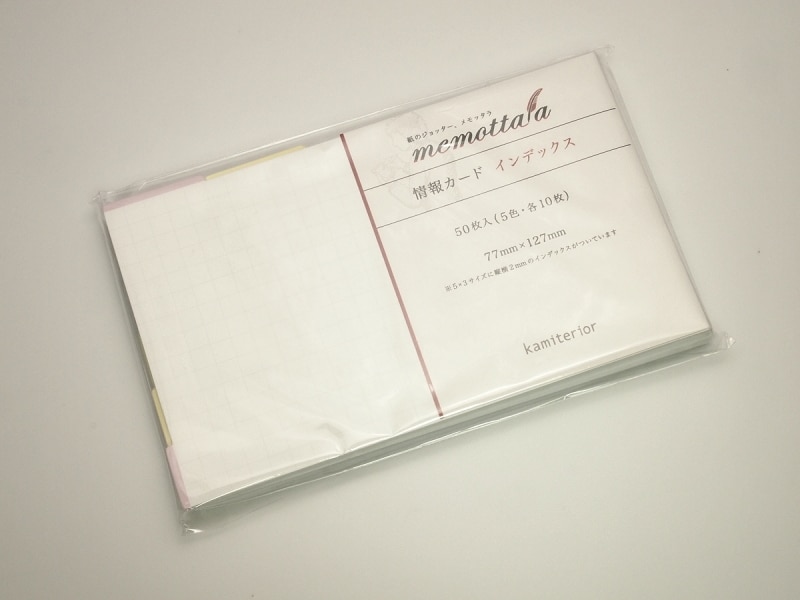 紙のジョッター、メモッタラ
memottala
情報カード インデックス
50枚入(5色・各10枚)
77mm×127mm
※5×3サイズに縦横2mmのインデックスがついています
kamiterior